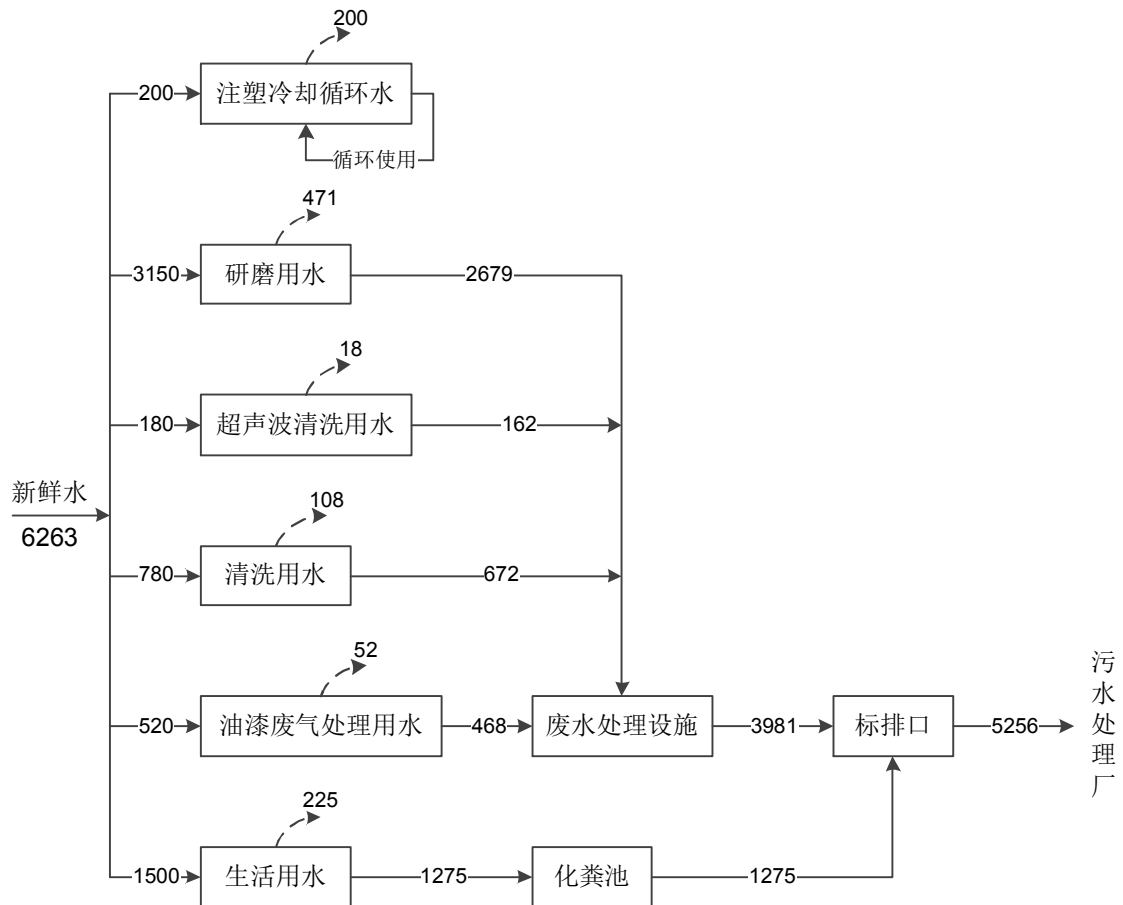 200
200
注塑冷却循环水
循环使用
471
3150
研磨用水
2679
18
180
超声波清洗用水
162
新鲜水
6263
108
780
清洗用水
672
52
520
油漆废气处理用水
468
废水处理设施
3981
标排口
5256
污水处理厂
225
1500
生活用水
1275
化粪池
1275